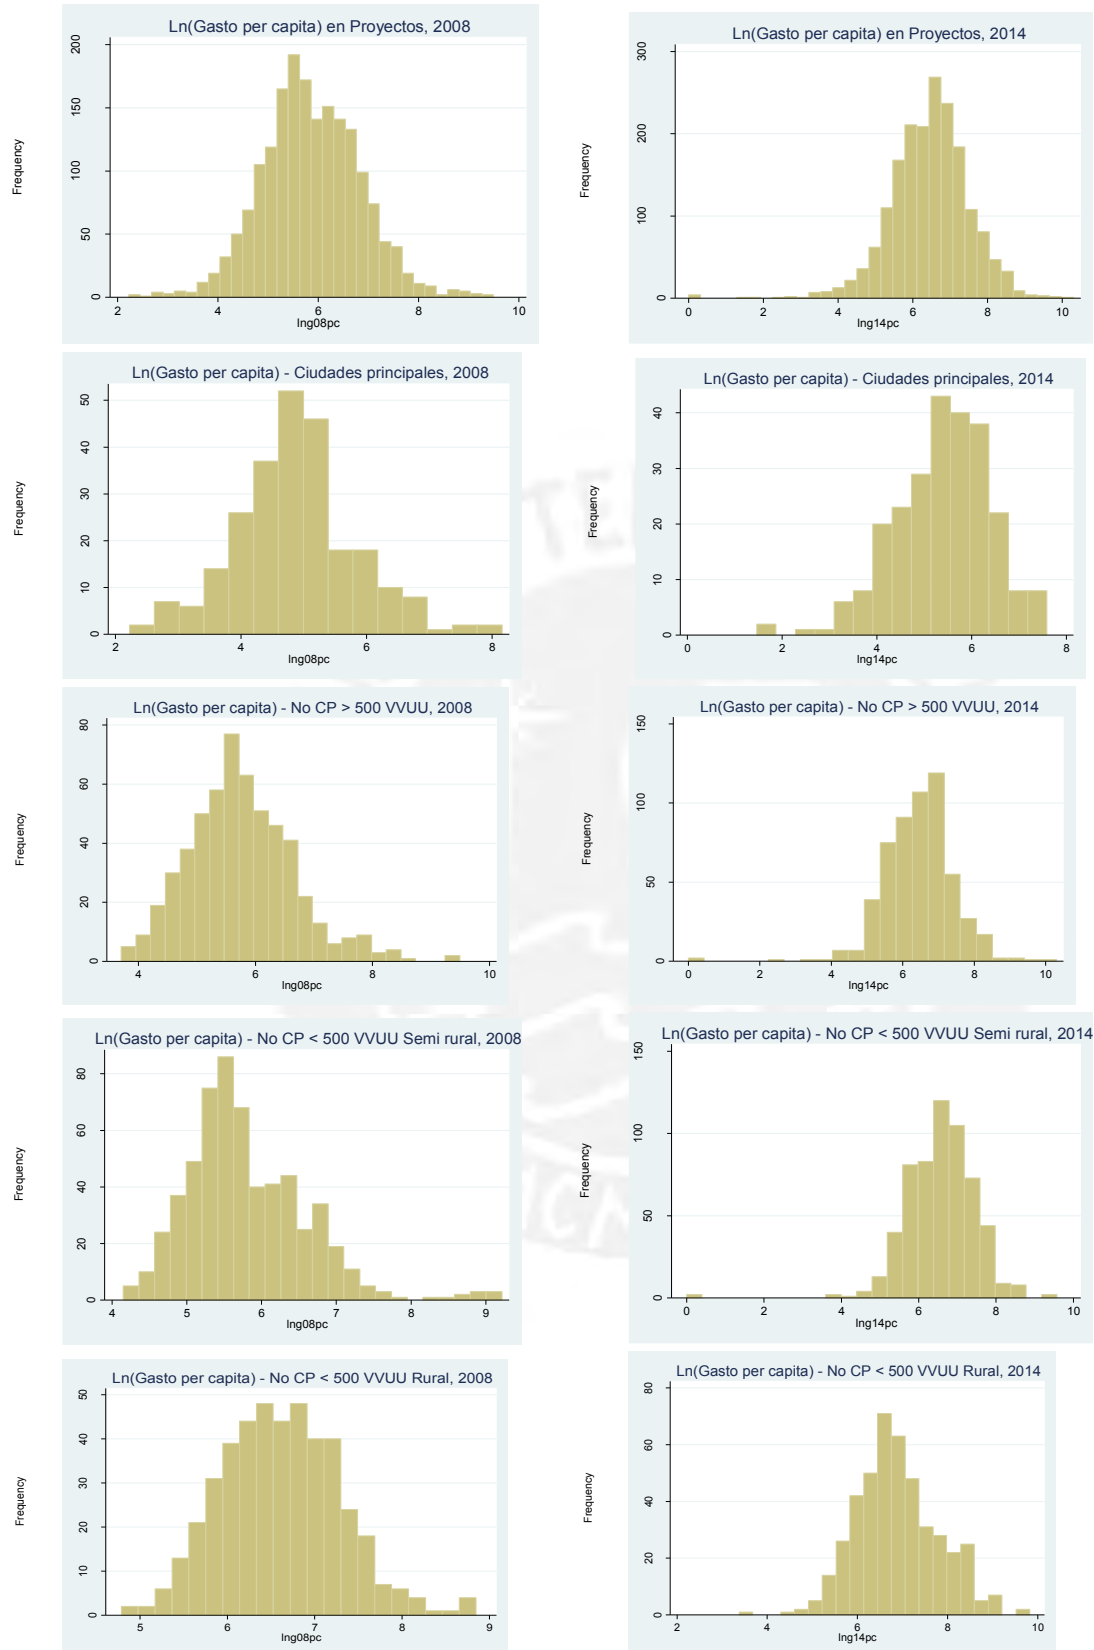 Ln(Gasto per capita) en Proyectos, 2008
Frequency
0 50 100 150 200
2 4 6 8 10
lng08pc
Ln(Gasto per capita) en Proyectos, 2014
Frequency
0 100 200 300
0 2 4 6 8 10
lng14pc
Ln(Gasto per capita) - Ciudades principales, 2008
Frequency
0 10 20 30 40 50
2 4 6 8
lng08pc
Ln(Gasto per capita) - Ciudades principales, 2014
Frequency
0 10 20 30 40
0 2 4 6 8
lng14pc
Ln(Gasto per capita) - No CP > 500 VVUU, 2008
Frequency
0 20 40 60 80
4 6 8 10
lng08pc
Ln(Gasto per capita) - No CP > 500 VVUU, 2014
Frequency
0 50 100 150
0 2 4 6 8 10
lng14pc
Ln(Gasto per capita) - No CP < 500 VVUU Semi rural, 2008
Frequency
0 20 40 60 80
4 5 6 7 8 9
lng08pc
Ln(Gasto per capita) - No CP < 500 VVUU Semi rural, 2014
Frequency
0 50 100 150
0 2 4 6 8 10
lng14pc
Ln(Gasto per capita) - No CP < 500 VVUU Rural, 2008
Frequency
0 10 20 30 40 50
5 6 7 8 9
lng08pc
Ln(Gasto per capita) - No CP < 500 VVUU Rural, 2014
Frequency
0 20 40 60 80
2 4 6 8 10
lng14pc